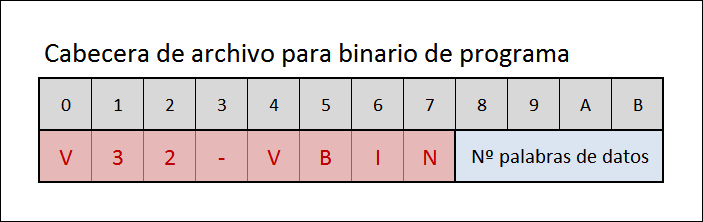 Cabecera de archivo para binario de programa
0 1 2 3 4 5 6 7 8 9 A B
V 3 2 - V B I N Nº palabras de datos